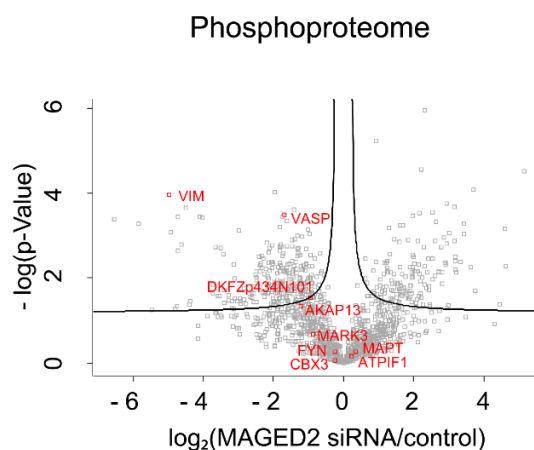 Phosphoproteome
- log(p-Value)
6
4
2
0
VIM
VASP
DKFZp434N101
AKAP13
MARK3
FYN
MAPT
CBX3
ATPIF1
- 6 - 4 - 2 0 2 4
log₂(MAGED2 siRNA/control)